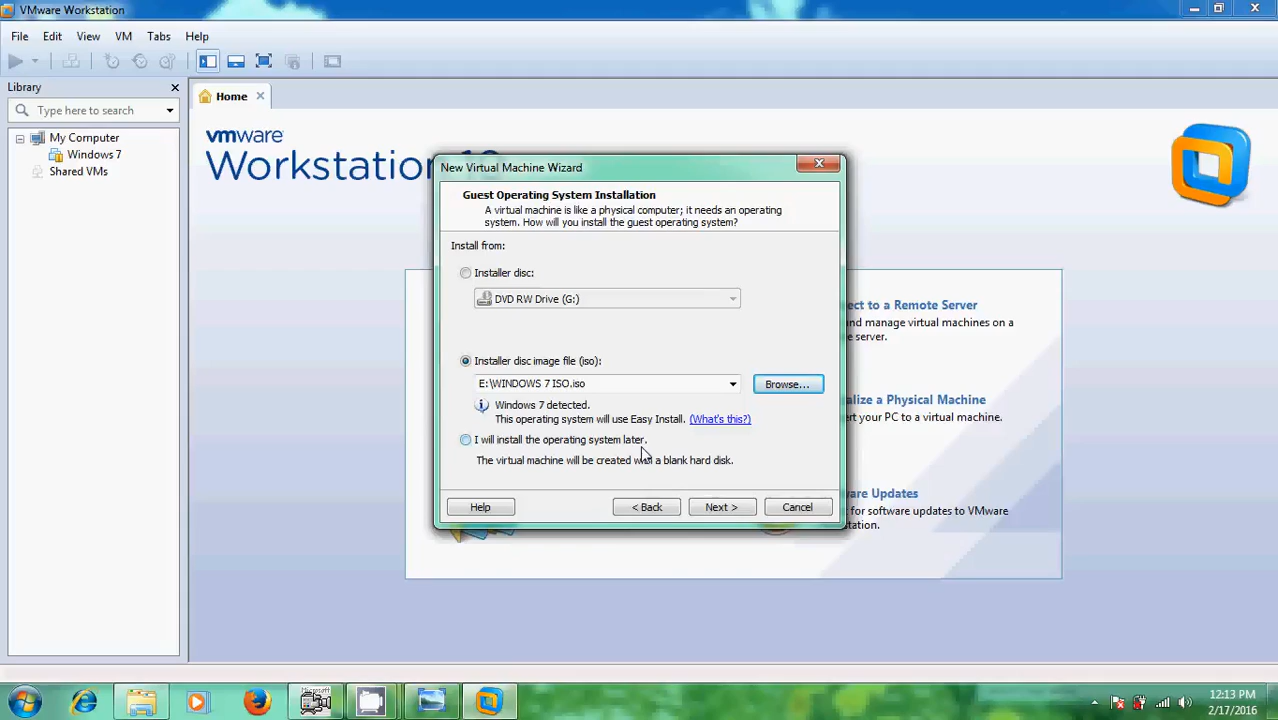 VMware Workstation
File Edit View VM Tabs Help
Library
Type here to search
My Computer
Windows 7
Shared VMs
Home
vmware
Workstation
New Virtual Machine Wizard
Guest Operating System Installation
A virtual machine is like a physical computer; it needs an operating
system. How will you install the guest operating system?
Install from:
Installer disc:
DVD RW Drive (G:)
Installer disc image file (iso):
E:\WINDOWS 7 ISO.iso
Browse...
Windows 7 detected.
This operating system will use Easy Install. (What's this?)
I will install the operating system later.
The virtual machine will be created with a blank hard disk.
Help
< Back
Next >
Cancel
to a Remote Server
and manage virtual machines on a
server.
a Physical Machine
your PC to a virtual machine.
Updates
for software updates to VMware
12:13 PM
2/17/2016